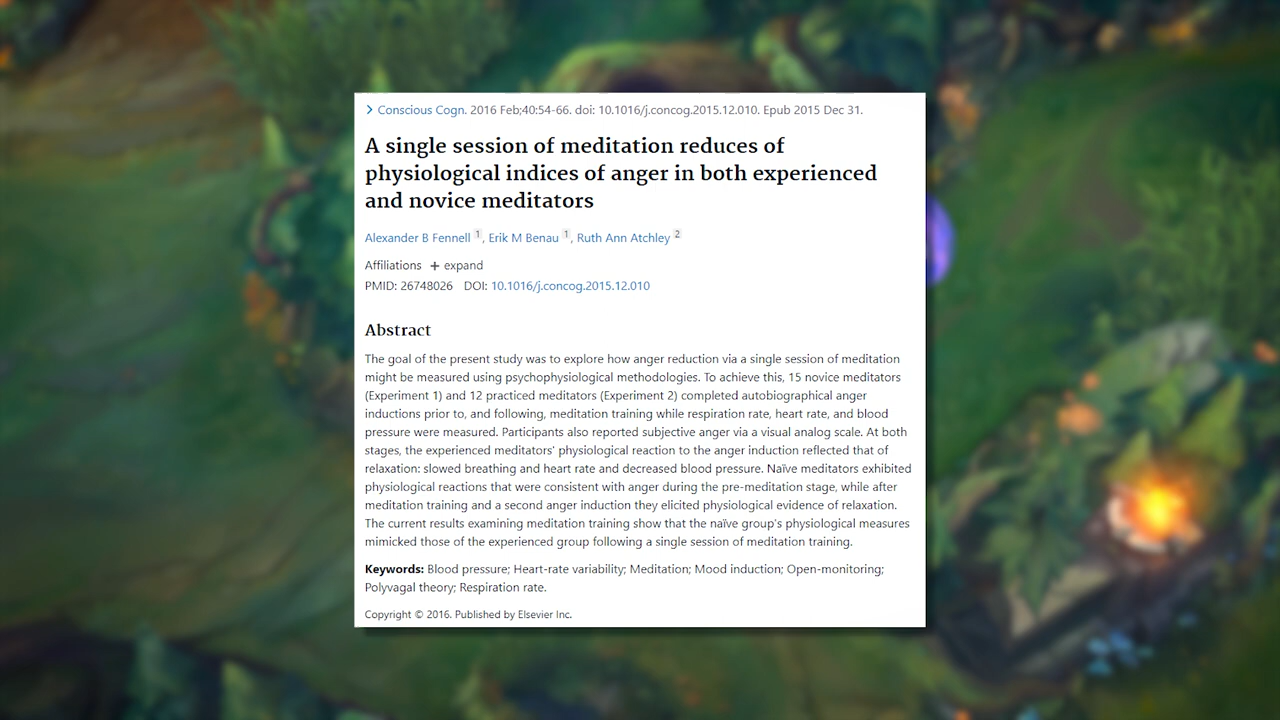 > Conscious Cogn. 2016 Feb;40:54-66. doi: 10.1016/j.concog.2015.12.010. Epub 2015 Dec 31.
A single session of meditation reduces of
physiological indices of anger in both experienced
and novice meditators
Alexander B Fennell 1, Erik M Benau 1, Ruth Ann Atchley 2
Affiliations + expand
PMID: 26748026 DOI: 10.1016/j.concog.2015.12.010
Abstract
The goal of the present study was to explore how anger reduction via a single session of meditation
might be measured using psychophysiological methodologies. To achieve this, 15 novice meditators
(Experiment 1) and 12 practiced meditators (Experiment 2) completed autobiographical anger
inductions prior to, and following, meditation training while respiration rate, heart rate, and blood
pressure were measured. Participants also reported subjective anger via a visual analog scale. At both
stages, the experienced meditators' physiological reaction to the anger induction reflected that of
relaxation: slowed breathing and heart rate and decreased blood pressure. Naïve meditators exhibited
physiological reactions that were consistent with anger during the pre-meditation stage, while after
meditation training and a second anger induction they elicited physiological evidence of relaxation.
The current results examining meditation training show that the naïve group's physiological measures
mimicked those of the experienced group following a single session of meditation training.
Keywords: Blood pressure; Heart-rate variability; Meditation; Mood induction; Open-monitoring;
Polyvagal theory; Respiration rate.
Copyright © 2016. Published by Elsevier Inc.